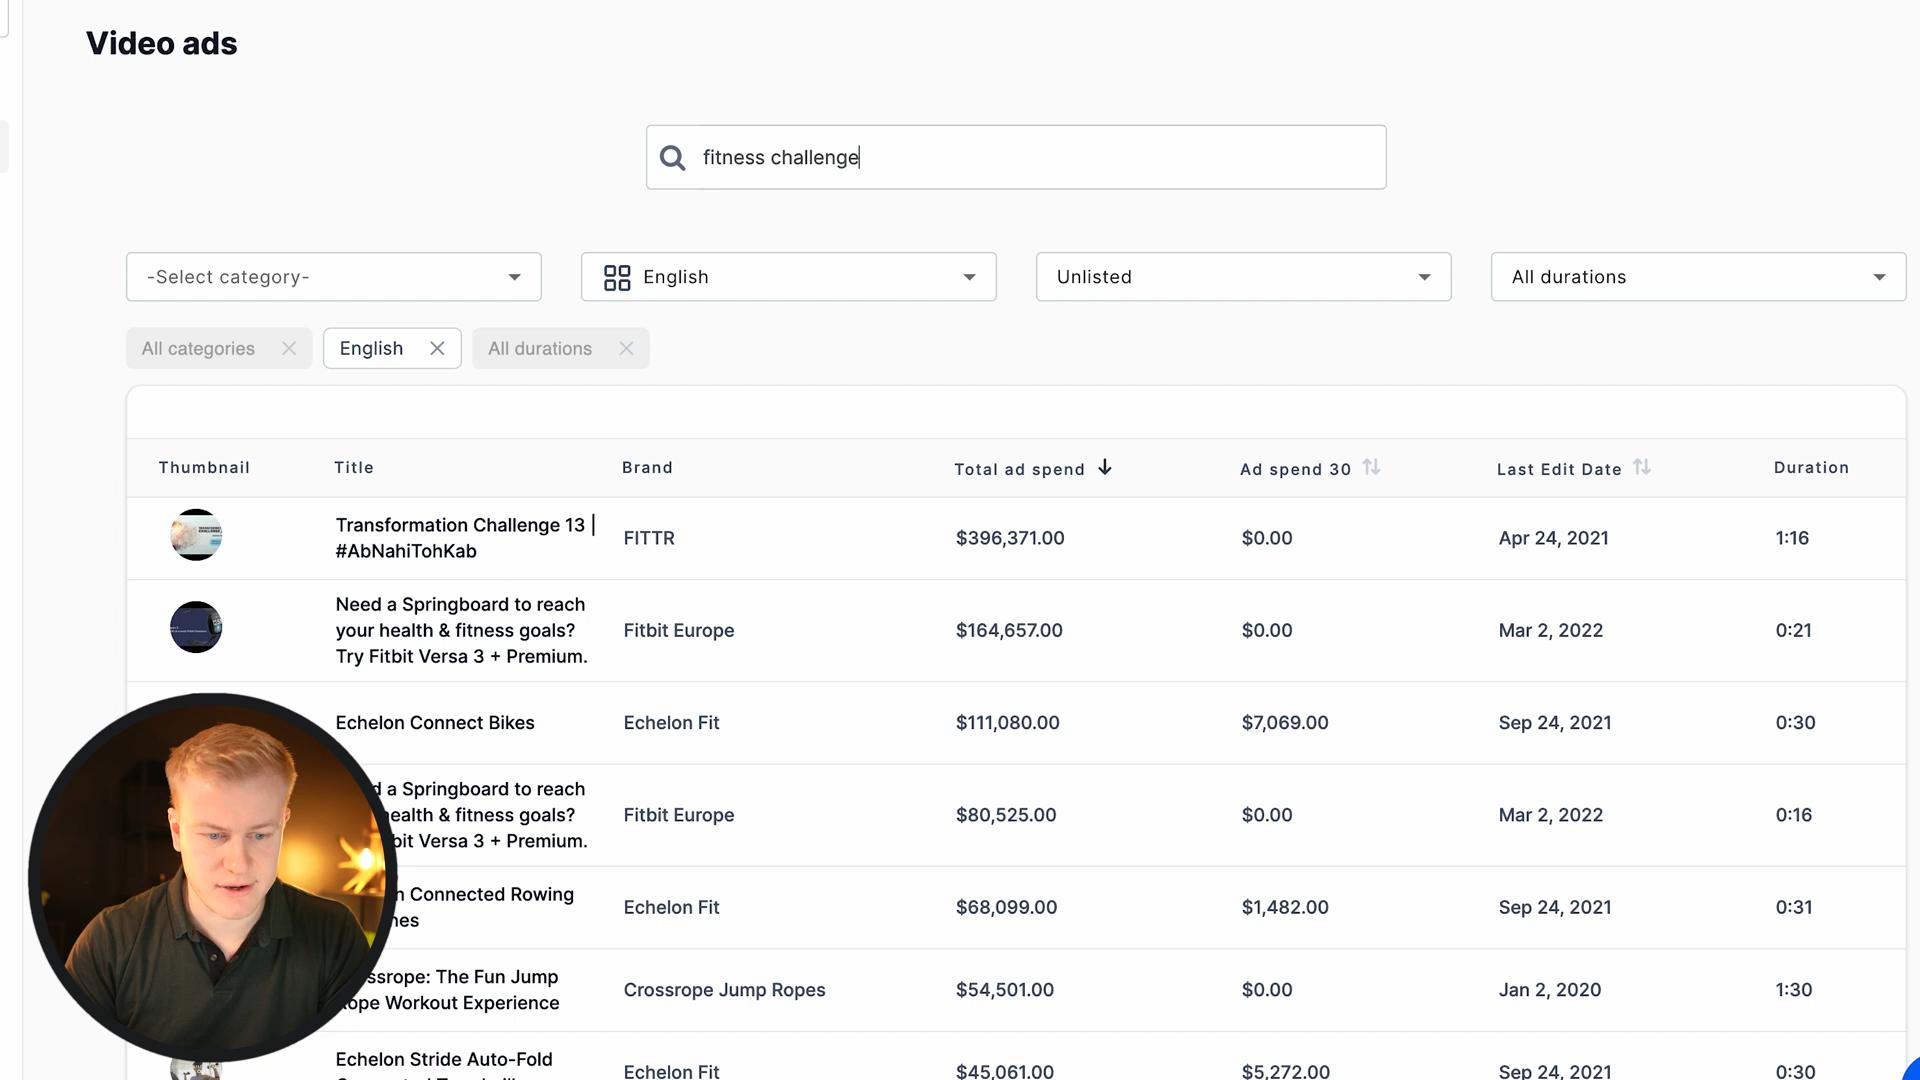 Video ads
fitness challenge
-Select category-
English
Unlisted
All durations
All categories
English
All durations
Thumbnail Title Brand Total ad spend Ad spend 30 Last Edit Date Duration
Transformation Challenge 13 |
#AbNahiTohKab
FITTR $396,371.00 $0.00 Apr 24, 2021 1:16
Need a Springboard to reach
your health & fitness goals?
Try Fitbit Versa 3 + Premium.
Fitbit Europe $164,657.00 $0.00 Mar 2, 2022 0:21
Echelon Connect Bikes Echelon Fit $111,080.00 $7,069.00 Sep 24, 2021 0:30
a Springboard to reach
health & fitness goals?
Versa 3 + Premium.
Fitbit Europe $80,525.00 $0.00 Mar 2, 2022 0:16
Connected Rowing
Echelon Fit $68,099.00 $1,482.00 Sep 24, 2021 0:31
The Fun Jump
Rope Workout Experience
Crossrope Jump Ropes $54,501.00 $0.00 Jan 2, 2020 1:30
Echelon Stride Auto-Fold
Echelon Fit $45,061.00 $5,272.00 Sep 24, 2021 0:30